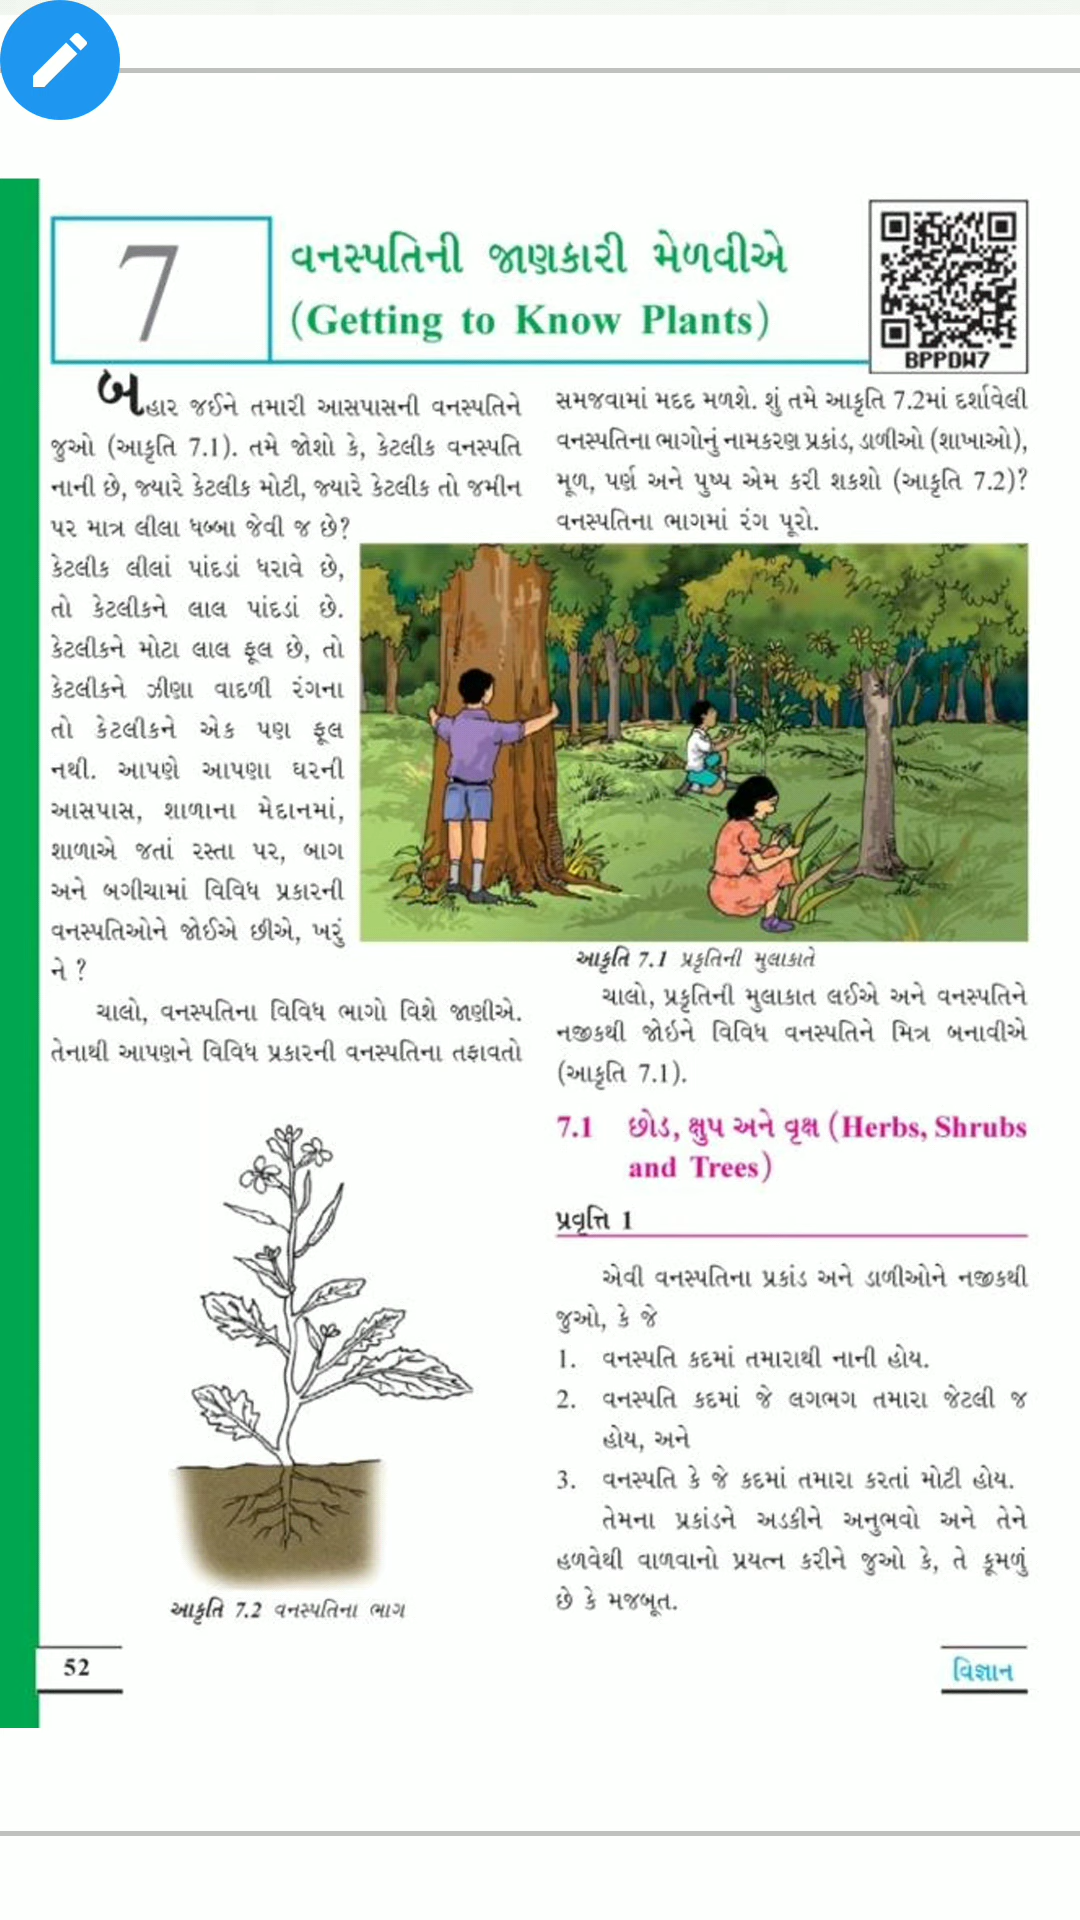 7
વનસ્પતિની જાણકારી મેળવીએ
(Getting to Know Plants)
BPPDW7
બહાર જઈને તમારી આસપાસની વનસ્પતિને
જુઓ (આકૃતિ 7.1). તમે જોશો કે, કેટલીક વનસ્પતિ
નાની છે, જ્યારે કેટલીક મોટી, જ્યારે કેટલીક તો જમીન
પર માત્ર લીલા ધબ્બા જેવી જ છે?
કેટલીક લીલાં પાંદડાં ધરાવે છે,
તો કેટલીકને લાલ પાંદડાં છે.
કેટલીકને મોટા લાલ ફૂલ છે, તો
કેટલીકને ઝીણા વાદળી રંગના
તો કેટલીકને એક પણ ફૂલ
નથી. આપણે આપણા ઘરની
આસપાસ, શાળાના મેદાનમાં,
શાળાએ જતાં રસ્તા પર, બાગ
અને બગીચામાં વિવિધ પ્રકારની
વનસ્પતિઓને જોઈએ છીએ, ખરું
ને ?
ચાલો, વનસ્પતિના વિવિધ ભાગો વિશે જાણીએ.
તેનાથી આપણને વિવિધ પ્રકારની વનસ્પતિના તફાવતો
આકૃતિ 7.2 વનસ્પતિના ભાગ
સમજવામાં મદદ મળશે. શું તમે આકૃતિ 7.2માં દર્શાવેલી
વનસ્પતિના ભાગોનું નામકરણ પ્રકાંડ, ડાળીઓ (શાખાઓ),
મૂળ, પર્ણ અને પુષ્પ એમ કરી શકશો (આકૃતિ 7.2)?
વનસ્પતિના ભાગમાં રંગ પૂરો.
આકૃતિ 7.1 પ્રકૃતિની મુલાકાતે
ચાલો, પ્રકૃતિની મુલાકાત લઈએ અને વનસ્પતિને
નજીકથી જોઇને વિવિધ વનસ્પતિને મિત્ર બનાવીએ
(આકૃતિ 7.1).
7.1 છોડ, ક્ષુપ અને વૃક્ષ (Herbs, Shrubs
and Trees)
પ્રવૃત્તિ 1
એવી વનસ્પતિના પ્રકાંડ અને ડાળીઓને નજીકથી
જુઓ, કે જે
1. વનસ્પતિ કદમાં તમારાથી નાની હોય.
2. વનસ્પતિ કદમાં જે લગભગ તમારા જેટલી જ
હોય, અને
3. વનસ્પતિ કે જે કદમાં તમારા કરતાં મોટી હોય.
તેમના પ્રકાંડને અડકીને અનુભવો અને તેને
હળવેથી વાળવાનો પ્રયત્ન કરીને જુઓ કે, તે કૂમળું
છે કે મજબૂત.
52
વિજ્ઞાન